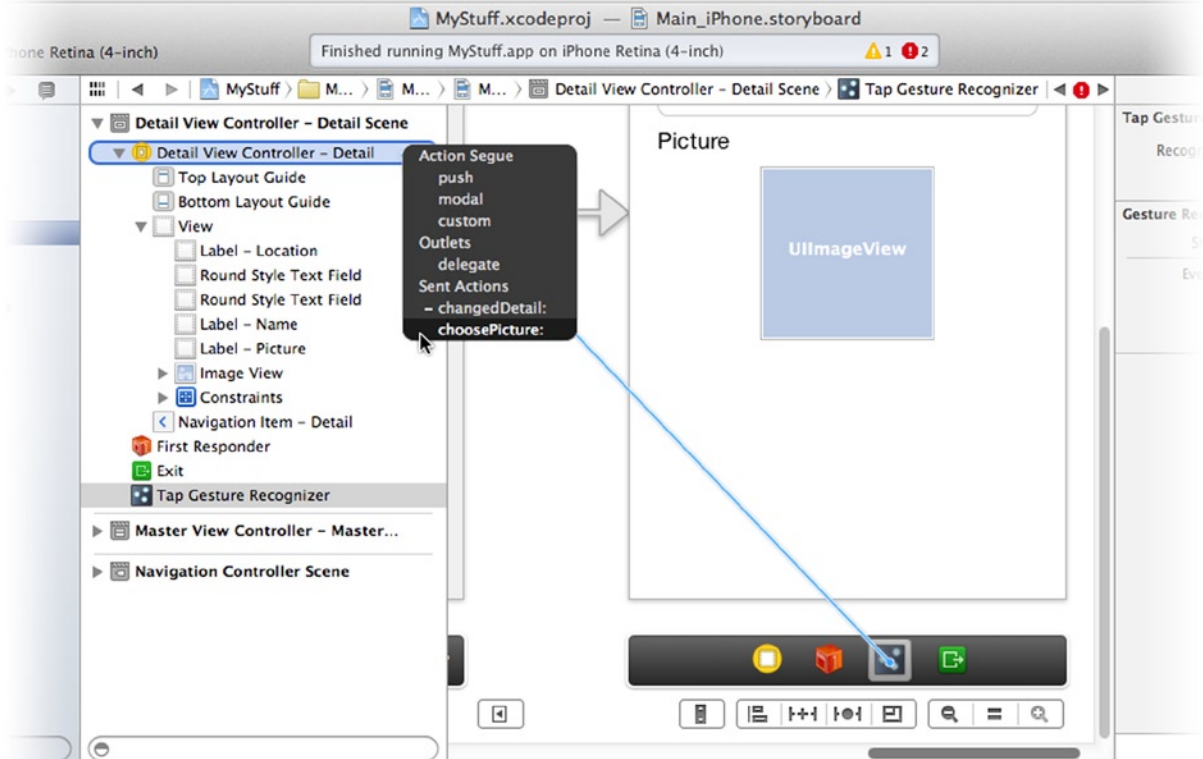 MyStuff.xcodeproj — Main_iPhone.storyboard
hone Retina (4-inch)
Finished running MyStuff.app on iPhone Retina (4-inch)
1 2
MyStuff M... M... M... Detail View Controller – Detail Scene Tap Gesture Recognizer
Detail View Controller – Detail Scene
Detail View Controller – Detail
Top Layout Guide
Bottom Layout Guide
View
Label – Location
Round Style Text Field
Round Style Text Field
Label – Name
Label – Picture
Image View
Constraints
Navigation Item – Detail
First Responder
Exit
Tap Gesture Recognizer
Master View Controller – Master...
Navigation Controller Scene
Action Segue
push
modal
custom
Outlets
delegate
Sent Actions
– changedDetail:
choosePicture:
Picture
UIImageView
Tap Gestur
Recogn
Gesture Re
S
Eve